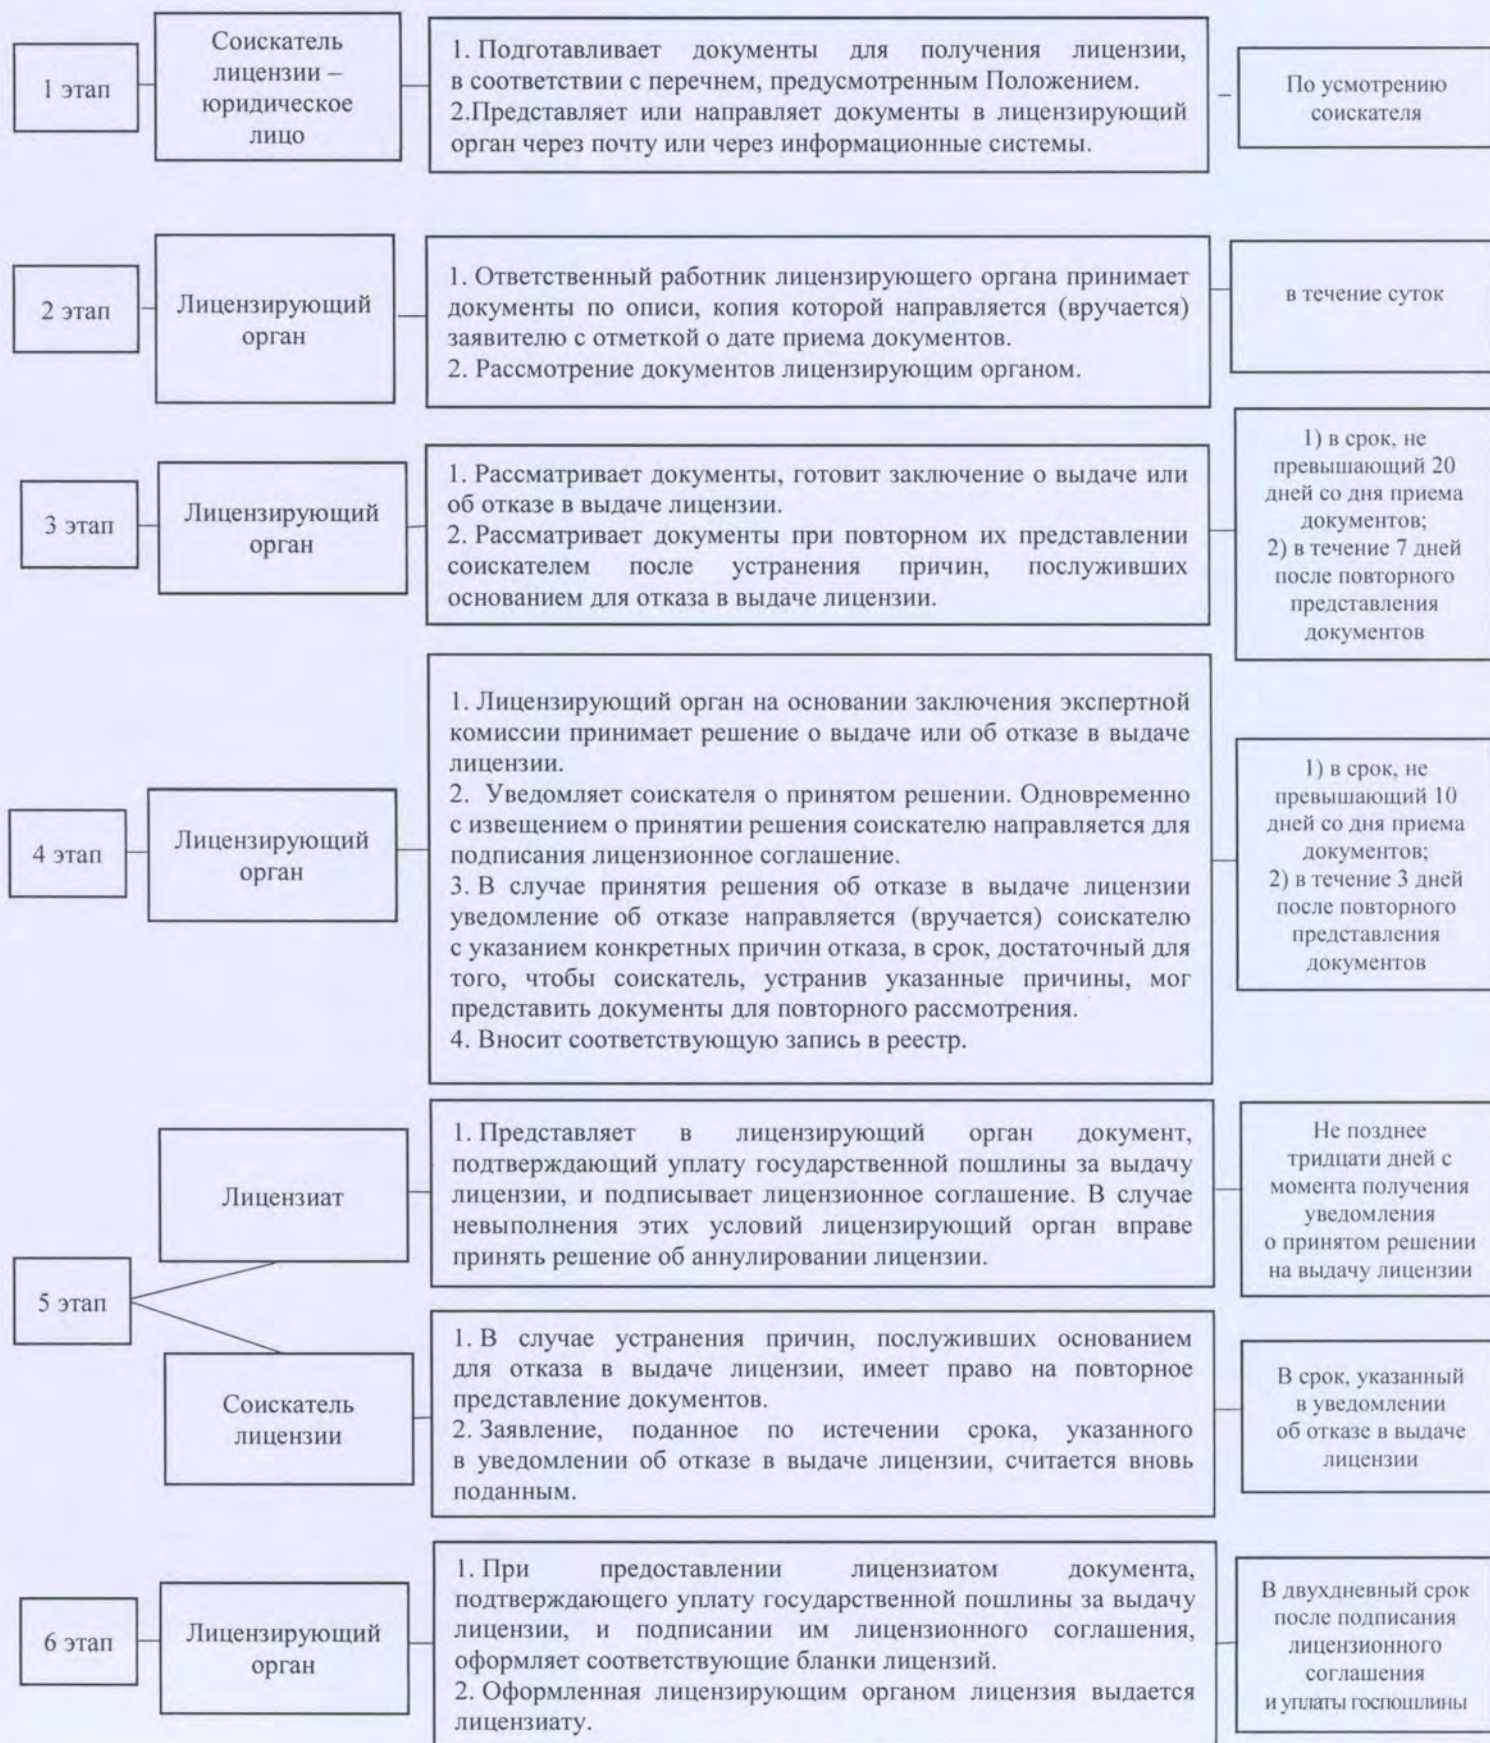 1 этап
Соискатель
лицензии –
юридическое
лицо
1. Подготавливает документы для получения лицензии,
в соответствии с перечнем, предусмотренным Положением.
2.Представляет или направляет документы в лицензирующий
орган через почту или через информационные системы.
По усмотрению
соискателя
2 этап
Лицензирующий
орган
1. Ответственный работник лицензирующего органа принимает
документы по описи, копия которой направляется (вручается)
заявителю с отметкой о дате приема документов.
2. Рассмотрение документов лицензирующим органом.
в течение суток
3 этап
Лицензирующий
орган
1. Рассматривает документы, готовит заключение о выдаче или
об отказе в выдаче лицензии.
2. Рассматривает документы при повторном их представлении
соискателем после устранения причин, послуживших
основанием для отказа в выдаче лицензии.
1) в срок, не
превышающий 20
дней со дня приема
документов;
2) в течение 7 дней
после повторного
представления
документов
4 этап
Лицензирующий
орган
1. Лицензирующий орган на основании заключения экспертной
комиссии принимает решение о выдаче или об отказе в выдаче
лицензии.
2. Уведомляет соискателя о принятом решении. Одновременно
с извещением о принятии решения соискателю направляется для
подписания лицензионное соглашение.
3. В случае принятия решения об отказе в выдаче лицензии
уведомление об отказе направляется (вручается) соискателю
с указанием конкретных причин отказа, в срок, достаточный для
того, чтобы соискатель, устранив указанные причины, мог
представить документы для повторного рассмотрения.
4. Вносит соответствующую запись в реестр.
1) в срок, не
превышающий 10
дней со дня приема
документов;
2) в течение 3 дней
после повторного
представления
документов
5 этап
Лицензиат
1. Представляет в лицензирующий орган документ,
подтверждающий уплату государственной пошлины за выдачу
лицензии, и подписывает лицензионное соглашение. В случае
невыполнения этих условий лицензирующий орган вправе
принять решение об аннулировании лицензии.
Не позднее
тридцати дней с
момента получения
уведомления
о принятом решении
на выдачу лицензии
Соискатель
лицензии
1. В случае устранения причин, послуживших основанием
для отказа в выдаче лицензии, имеет право на повторное
представление документов.
2. Заявление, поданное по истечении срока, указанного
в уведомлении об отказе в выдаче лицензии, считается вновь
поданным.
В срок, указанный
в уведомлении
об отказе в выдаче
лицензии
6 этап
Лицензирующий
орган
1. При предоставлении лицензиатом документа,
подтверждающего уплату государственной пошлины за выдачу
лицензии, и подписании им лицензионного соглашения,
оформляет соответствующие бланки лицензий.
2. Оформленная лицензирующим органом лицензия выдается
лицензиату.
В двухдневный срок
после подписания
лицензионного
соглашения
и уплаты госпошлины